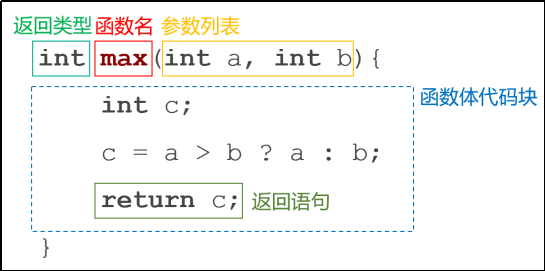 返回类型 函数名 参数列表
int max(int a, int b){
函数体代码块
int c;
c = a > b ? a : b;
return c; 返回语句
}